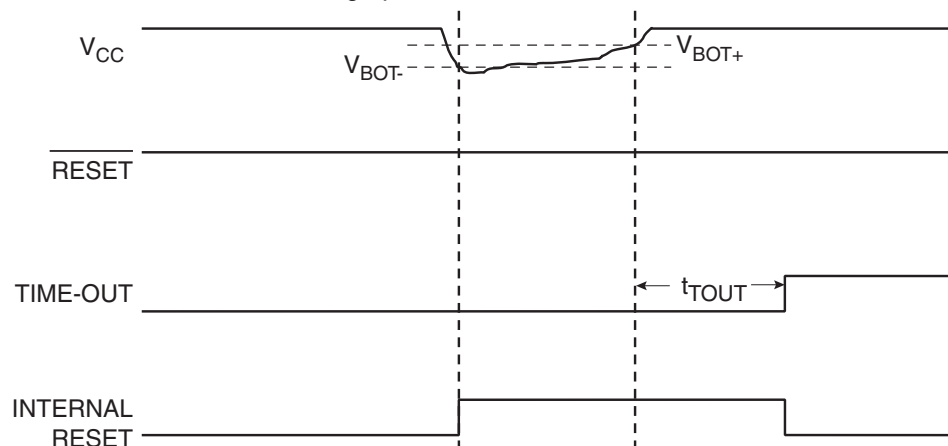 VCC
VBOT-
VBOT+
RESET
TIME-OUT
tTOUT
INTERNAL
RESET